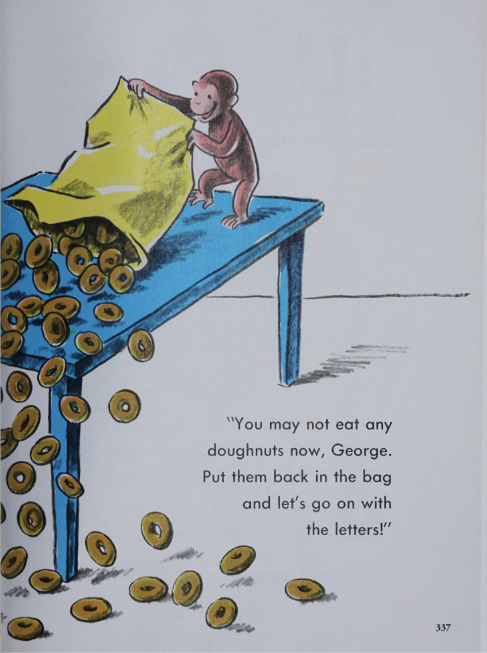 "You may not eat any
doughnuts now, George.
Put them back in the bag
and let's go on with
the letters!"
337